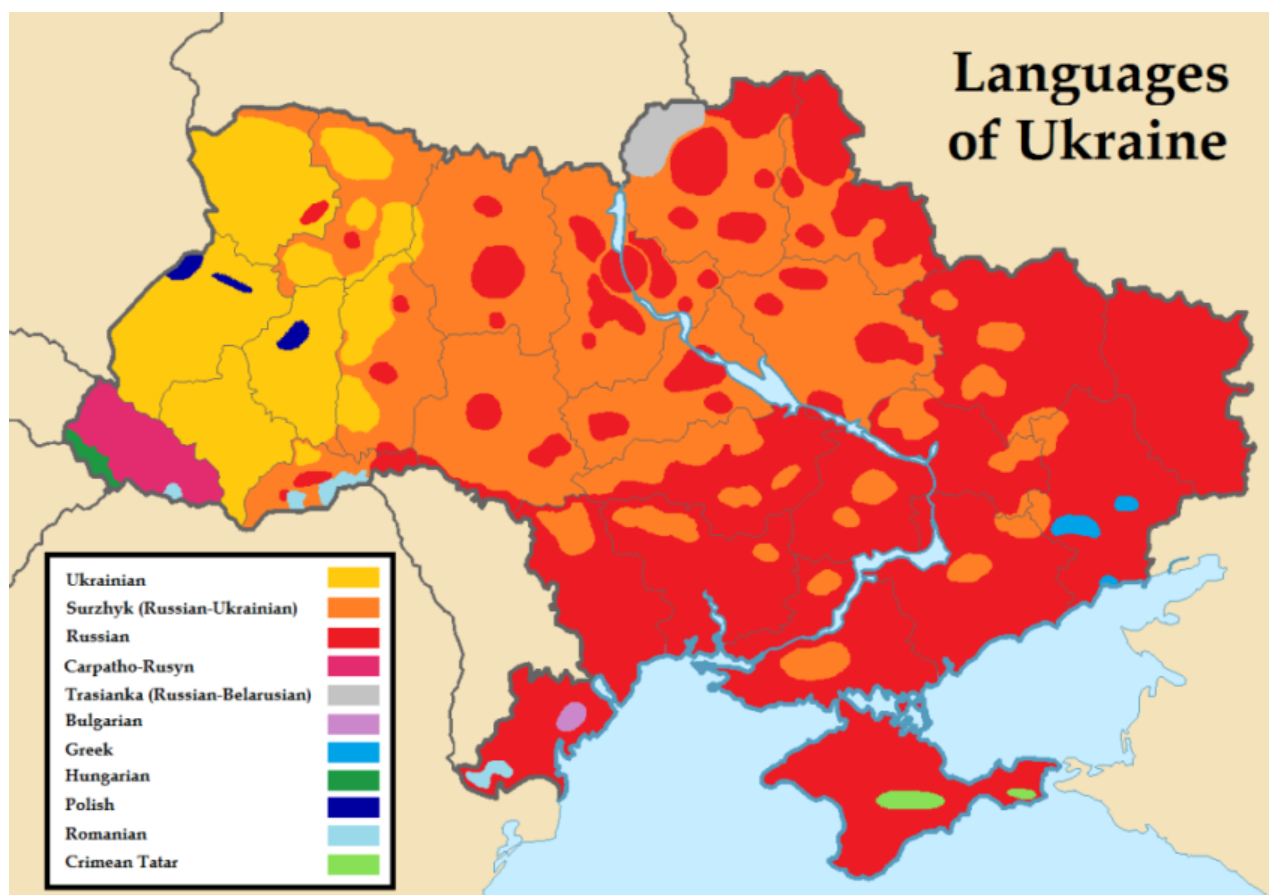 Languages
of Ukraine
Ukrainian
Surzhyk (Russian-Ukrainian)
Russian
Carpatho-Rusyn
Trasianka (Russian-Belarusian)
Bulgarian
Greek
Hungarian
Polish
Romanian
Crimean Tatar